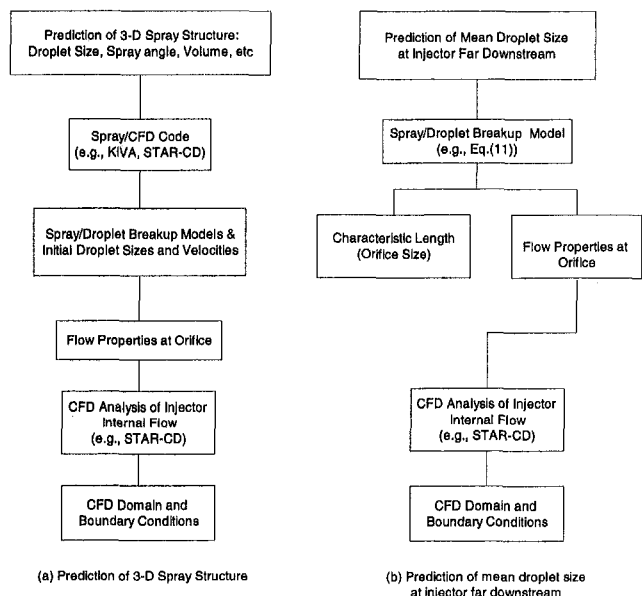 Prediction of 3-D Spray Structure:
Droplet Size, Spray angle, Volume, etc
Spray/CFD Code
(e.g., KIVA, STAR-CD)
Spray/Droplet Breakup Models &
Initial Droplet Sizes and Velocities
Flow Properties at Orifice
CFD Analysis of Injector
Internal Flow
(e.g., STAR-CD)
CFD Domain and
Boundary Conditions
(a) Prediction of 3-D Spray Structure
Prediction of Mean Droplet Size
at Injector Far Downstream
Spray/Droplet Breakup Model
(e.g., Eq.(11))
Characteristic Length
(Orifice Size)
Flow Properties at
Orifice
CFD Analysis of Injector
Internal Flow
(e.g., STAR-CD)
CFD Domain and
Boundary Conditions
(b) Prediction of mean droplet size
at injector far downstream